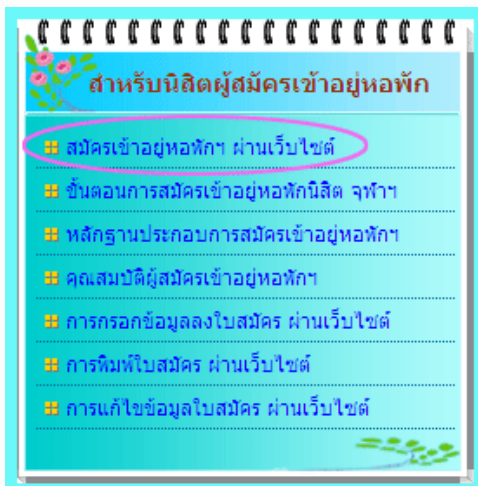 สำหรับนิสิตผู้สมัครเข้าอยู่หอพัก
สมัครเข้าอยู่หอพักฯ ผ่านเว็บไซต์
ขั้นตอนการสมัครเข้าอยู่หอพักนิสิต จุฬาฯ
หลักฐานประกอบการสมัครเข้าอยู่หอพักฯ
คุณสมบัติผู้สมัครเข้าอยู่หอพักฯ
การกรอกข้อมูลลงใบสมัคร ผ่านเว็บไซต์
การพิมพ์ใบสมัคร ผ่านเว็บไซต์
การแก้ไขข้อมูลใบสมัคร ผ่านเว็บไซต์